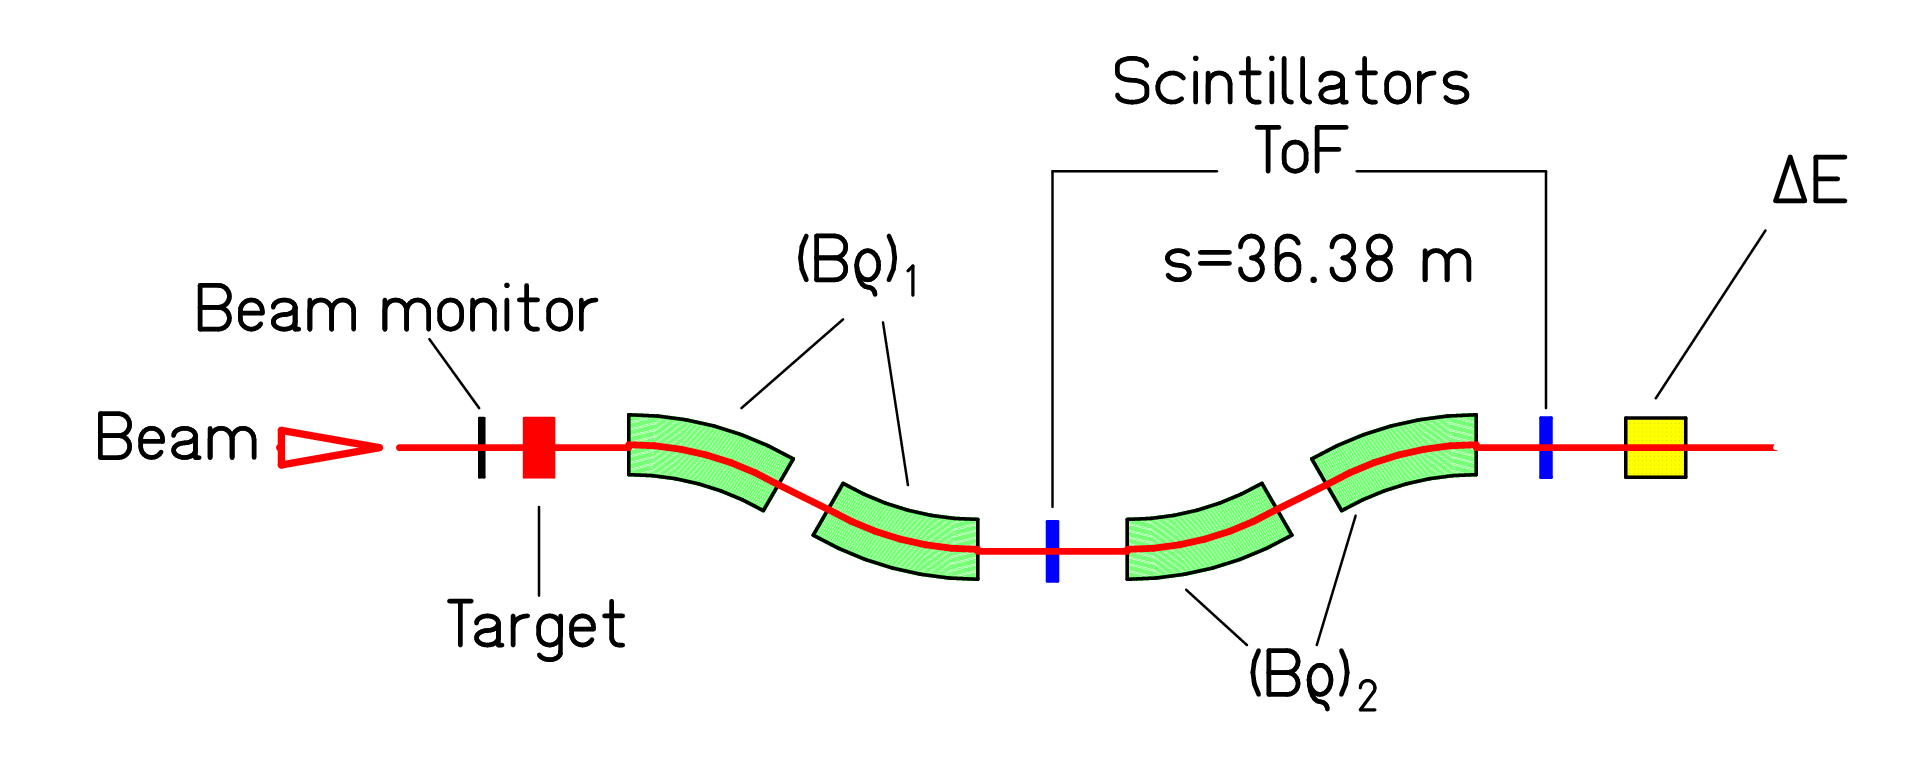 Scintillators
ToF
ΔE
s=36.38 m
(Bϱ)₁
Beam monitor
Beam
Target
(Bϱ)₂